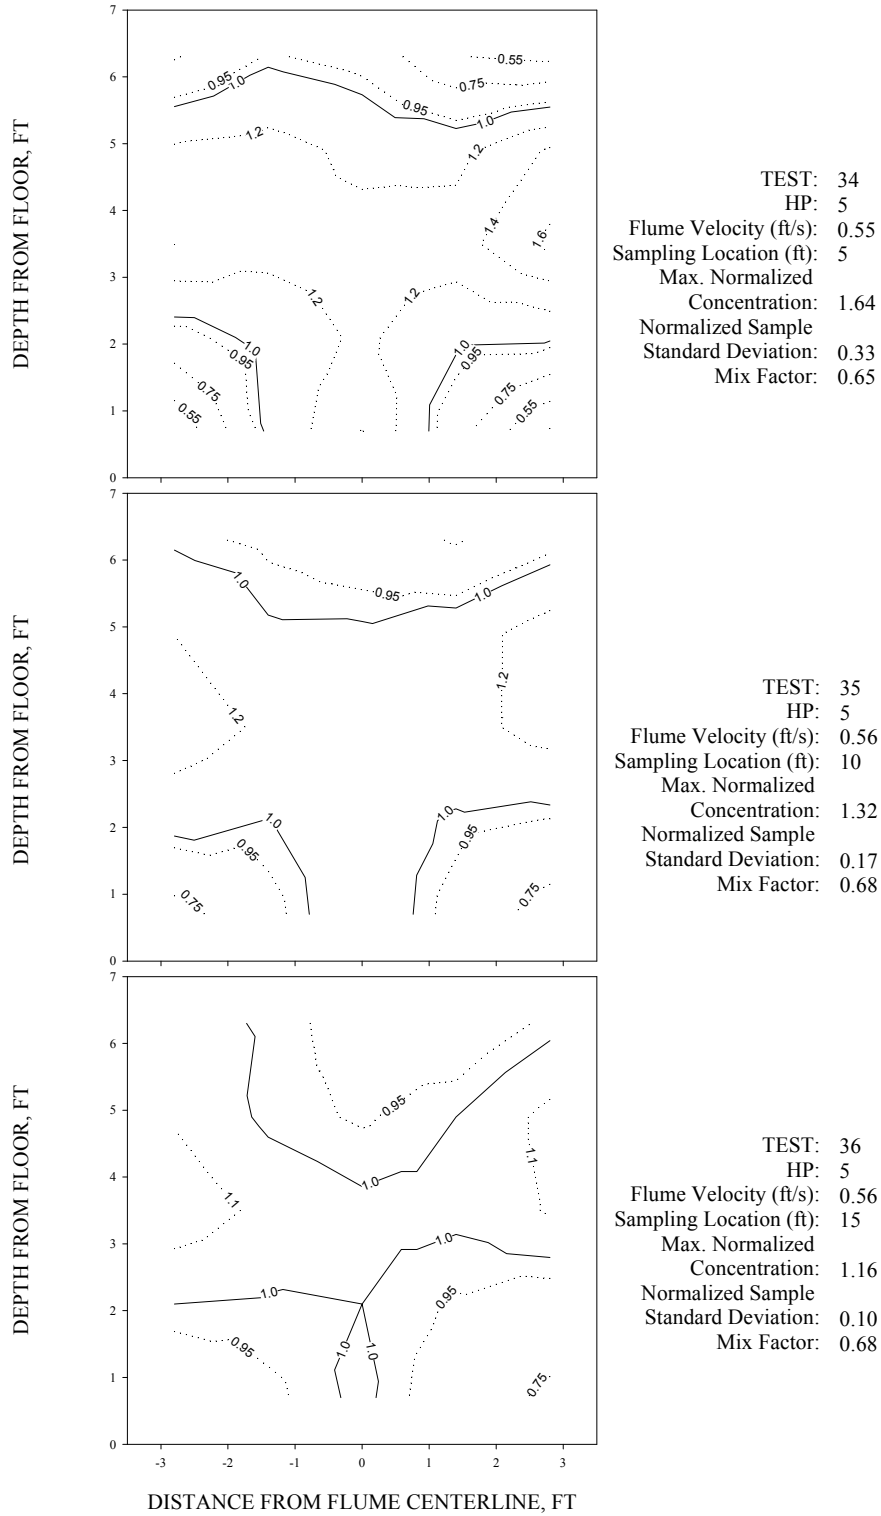 DEPTH FROM FLOOR, FT
7
6
5
4
3
2
1
0
0.55
0.75
0.95
1.0
0.95
1.0
1.2
1.2
1.4
1.6
1.2
1.2
1.0
0.95
0.75
0.55
1.0
0.95
0.75
0.55
TEST: 34
HP: 5
Flume Velocity (ft/s): 0.55
Sampling Location (ft): 5
Max. Normalized
Concentration: 1.64
Normalized Sample
Standard Deviation: 0.33
Mix Factor: 0.65
DEPTH FROM FLOOR, FT
7
6
5
4
3
2
1
0
1.0
0.95
1.0
1.2
1.2
1.0
0.95
0.75
1.0
0.95
0.75
TEST: 35
HP: 5
Flume Velocity (ft/s): 0.56
Sampling Location (ft): 10
Max. Normalized
Concentration: 1.32
Normalized Sample
Standard Deviation: 0.17
Mix Factor: 0.68
DEPTH FROM FLOOR, FT
7
6
5
4
3
2
1
0
0.95
1.0
1.1
1.1
1.0
1.0
0.95
0.95
1.0
1.0
0.75
TEST: 36
HP: 5
Flume Velocity (ft/s): 0.56
Sampling Location (ft): 15
Max. Normalized
Concentration: 1.16
Normalized Sample
Standard Deviation: 0.10
Mix Factor: 0.68
-3 -2 -1 0 1 2 3
DISTANCE FROM FLUME CENTERLINE, FT